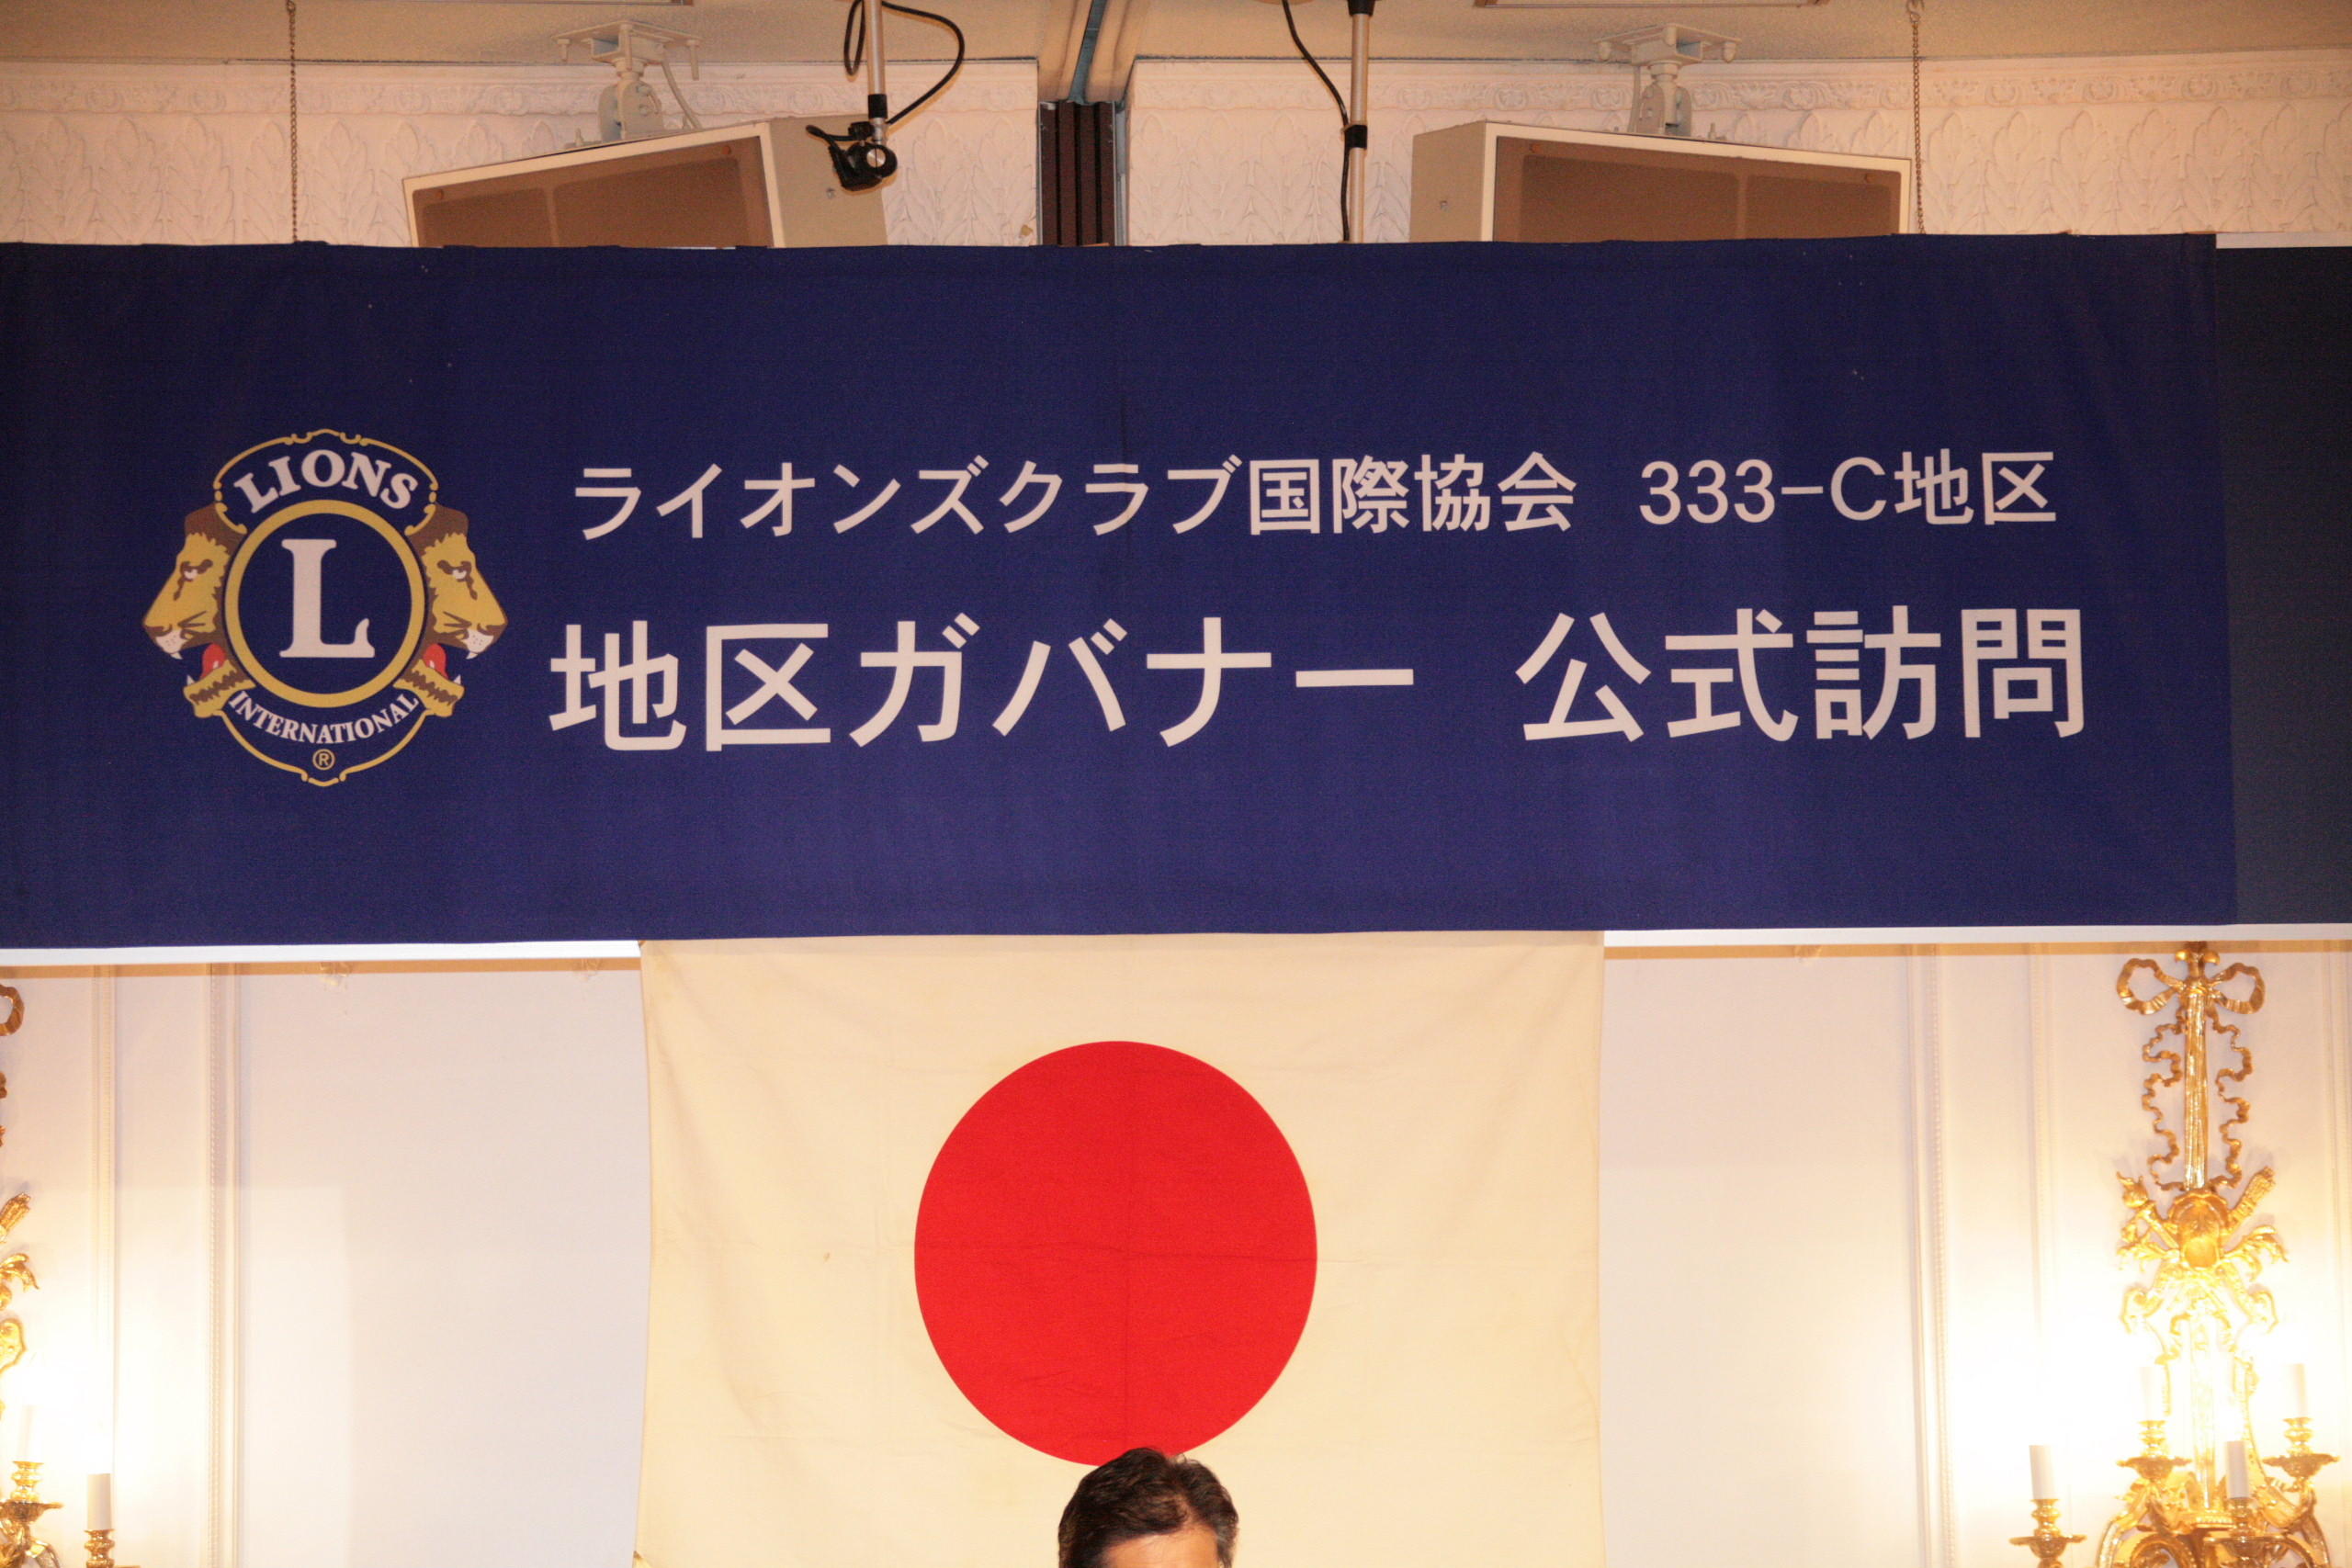 LIONS
L
INTERNATIONAL
®
ライオンズクラブ国際協会 333-C地区
地区ガバナー 公式訪問